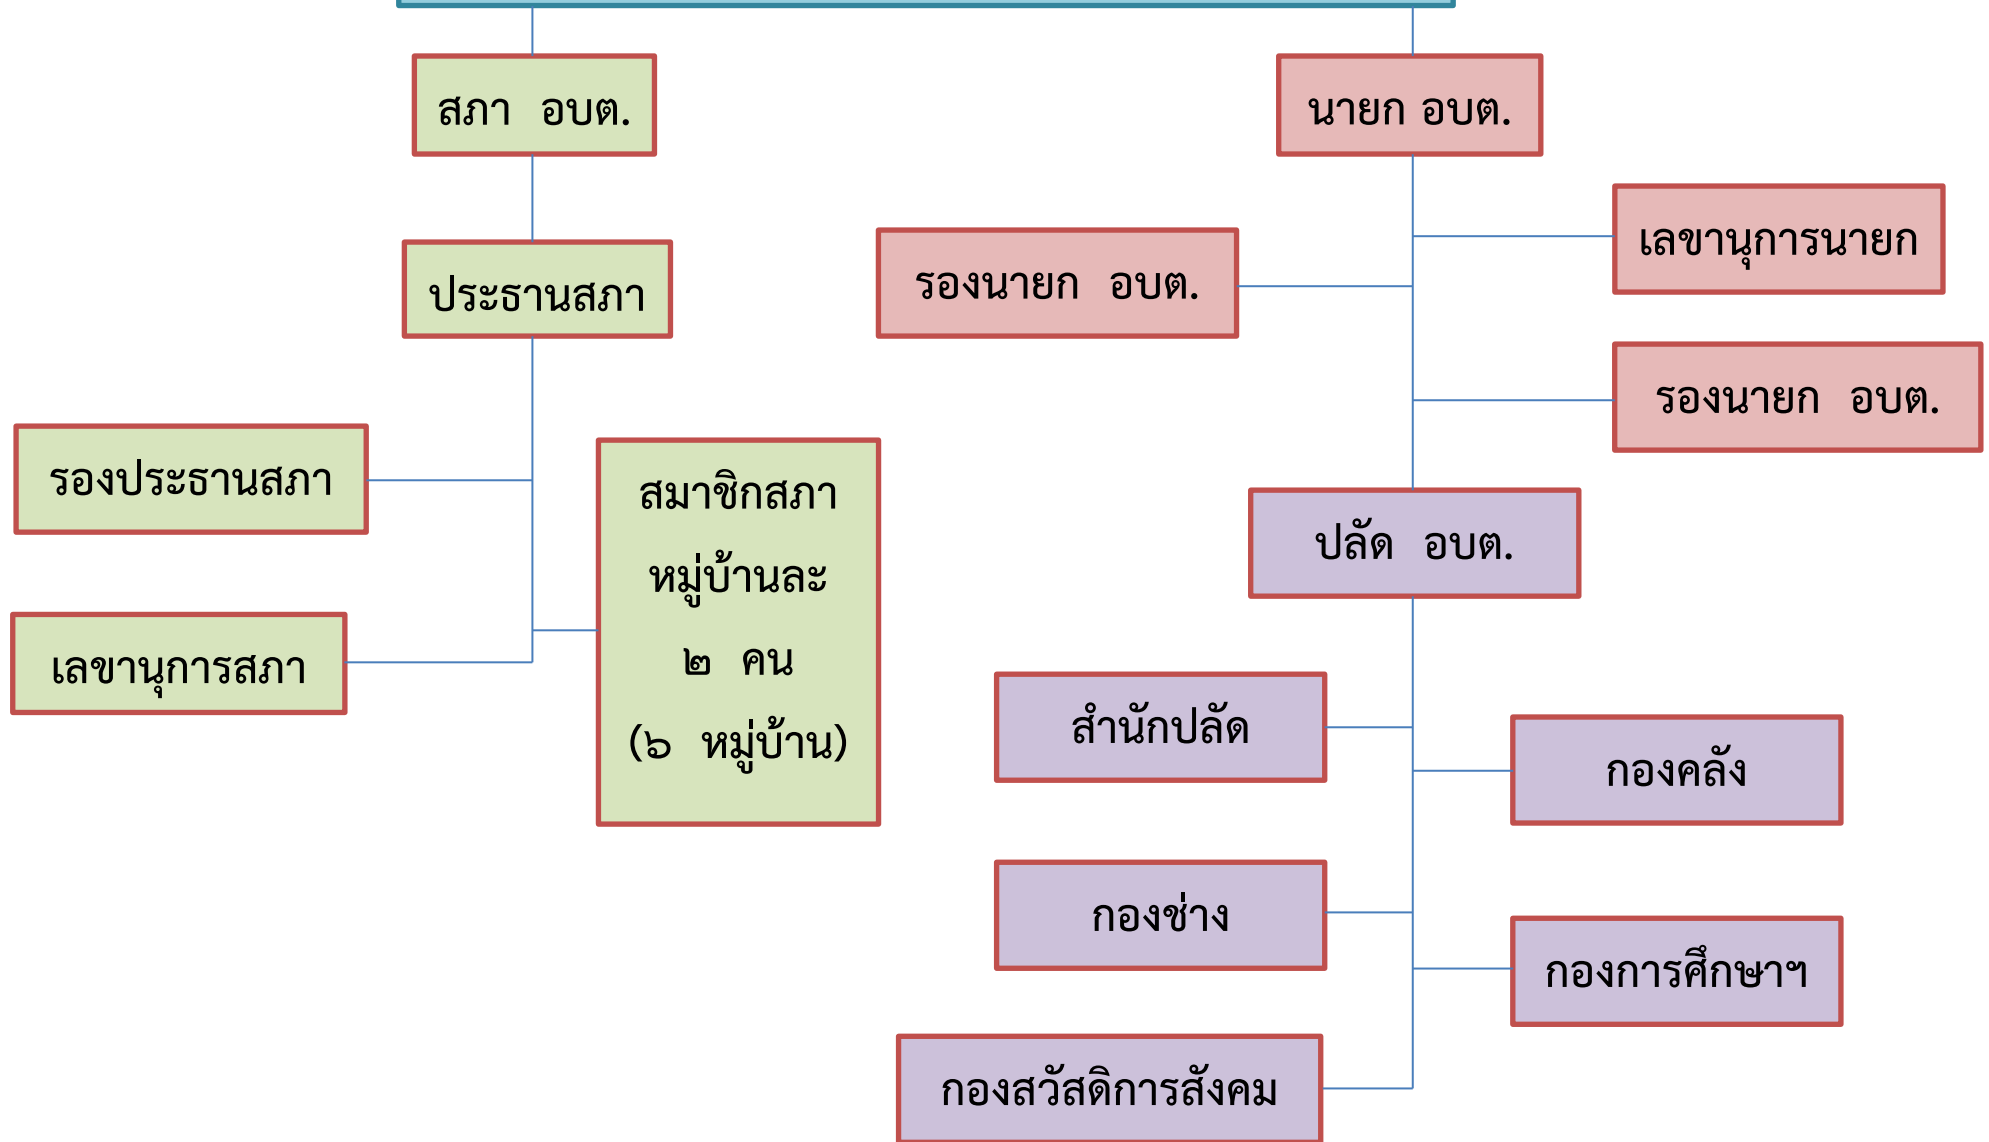 สภา อบต.
นายก อบต.
เลขานุการนายก
ประธานสภา
รองนายก อบต.
รองนายก อบต.
รองประธานสภา
สมาชิกสภา
หมู่บ้านละ
๒ คน
(๖ หมู่บ้าน)
ปลัด อบต.
เลขานุการสภา
สำนักปลัด
กองคลัง
กองช่าง
กองการศึกษาฯ
กองสวัสดิการสังคม